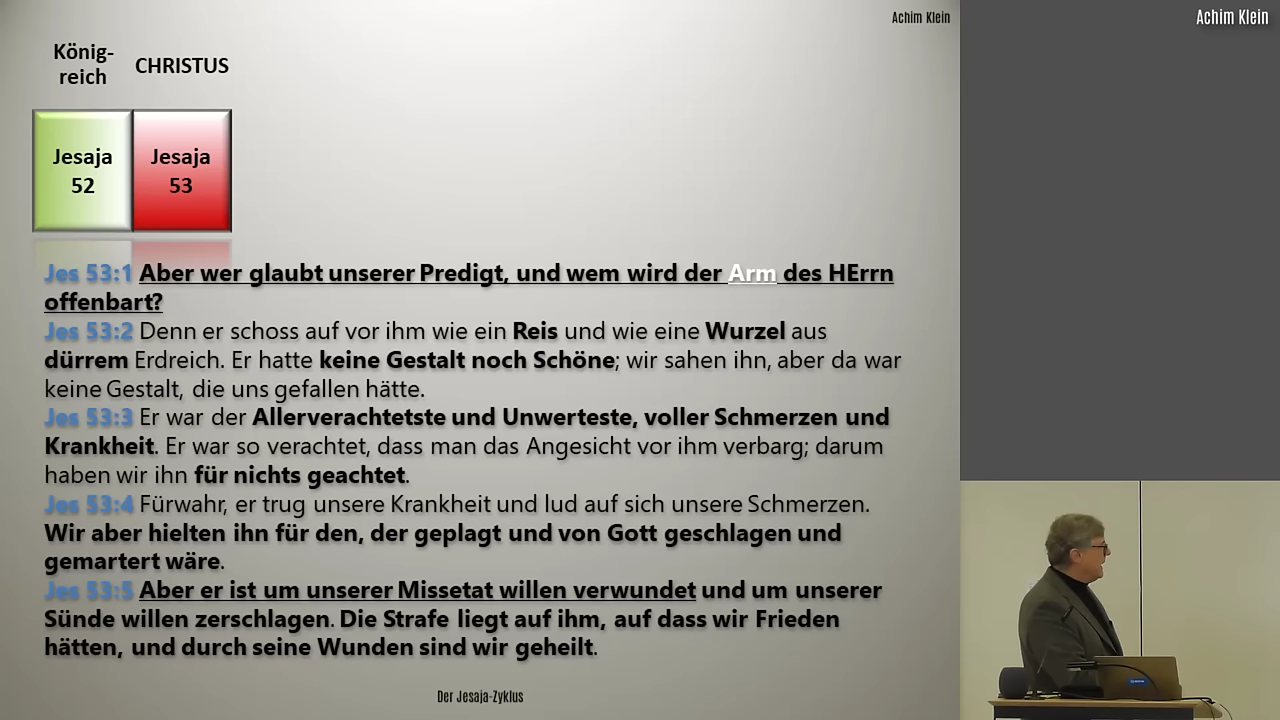 Achim Klein
Achim Klein
König-
reich
CHRISTUS
Jesaja
52
Jesaja
53
Jes 53:1 Aber wer glaubt unserer Predigt, und wem wird der Arm des HErrn
offenbart?
Jes 53:2 Denn er schoss auf vor ihm wie ein Reis und wie eine Wurzel aus
dürrem Erdreich. Er hatte keine Gestalt noch Schöne; wir sahen ihn, aber da war
keine Gestalt, die uns gefallen hätte.
Jes 53:3 Er war der Allerverachtetste und Unwerteste, voller Schmerzen und
Krankheit. Er war so verachtet, dass man das Angesicht vor ihm verbarg; darum
haben wir ihn für nichts geachtet.
Jes 53:4 Fürwahr, er trug unsere Krankheit und lud auf sich unsere Schmerzen.
Wir aber hielten ihn für den, der geplagt und von Gott geschlagen und
gemartert wäre.
Jes 53:5 Aber er ist um unserer Missetat willen verwundet und um unserer
Sünde willen zerschlagen. Die Strafe liegt auf ihm, auf dass wir Frieden
hätten, und durch seine Wunden sind wir geheilt.
Der Jesaja-Zyklus